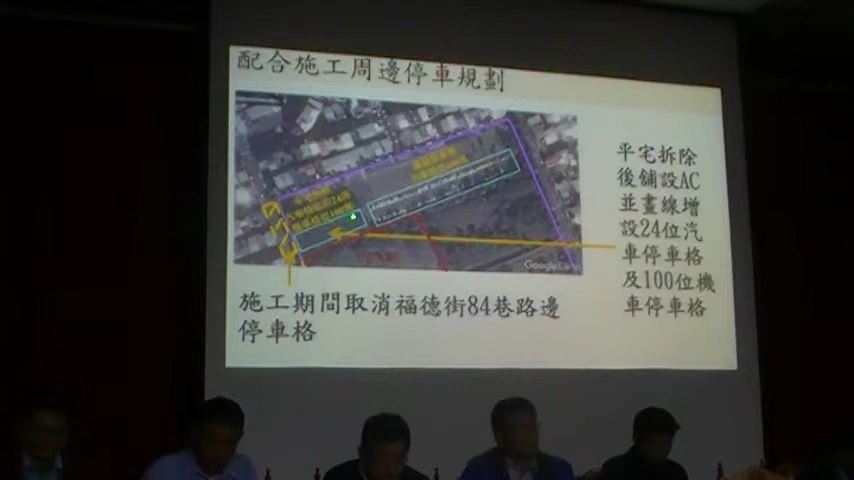 配合施工周邊停車規劃
平宅拆除
後舖設AC
並畫線增
設24位汽
車停車格
及100位機
車停車格
Google
施工期間取消福德街84巷路邊
停車格